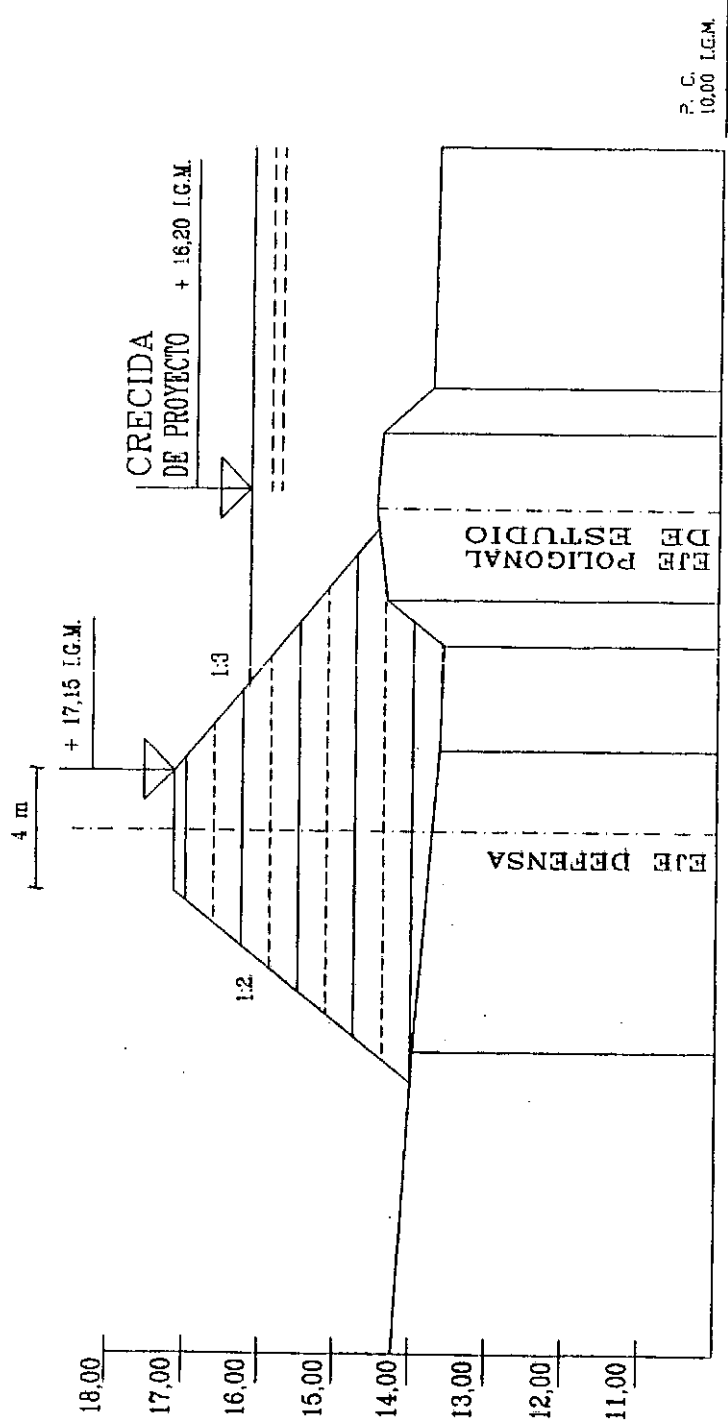 4 m
+ 17,15 I.G.M.
CRECIDA
DE PROYECTO + 16,20 I.G.M.
1:2
1:3
18,00
17,00
16,00
15,00
14,00
13,00
12,00
11,00
EJE DEFENSA
EJE POLIGONAL
DE ESTUDIO
P. C.
10,00 I.G.M.